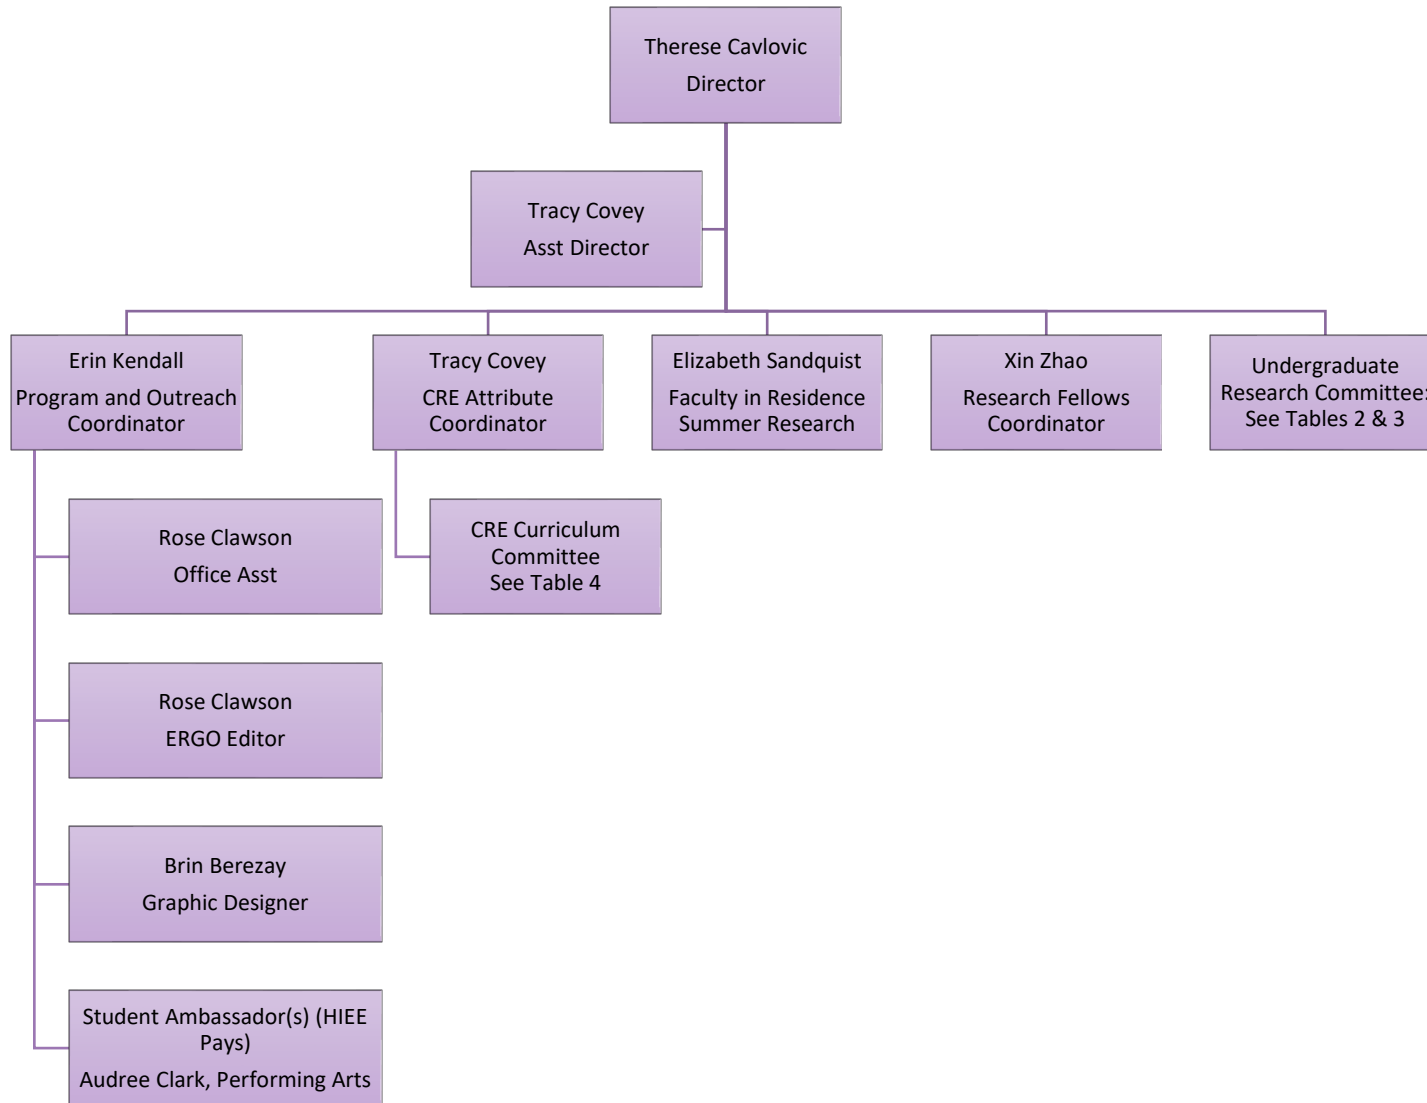 Therese Cavlovic
Director
Tracy Covey
Asst Director
Erin Kendall
Program and Outreach
Coordinator
Tracy Covey
CRE Attribute
Coordinator
Elizabeth Sandquist
Faculty in Residence
Summer Research
Xin Zhao
Research Fellows
Coordinator
Undergraduate
Research Committee:
See Tables 2 & 3
Rose Clawson
Office Asst
CRE Curriculum
Committee
See Table 4
Rose Clawson
ERGO Editor
Brin Berezay
Graphic Designer
Student Ambassador(s) (HIEE
Pays)
Audree Clark, Performing Arts